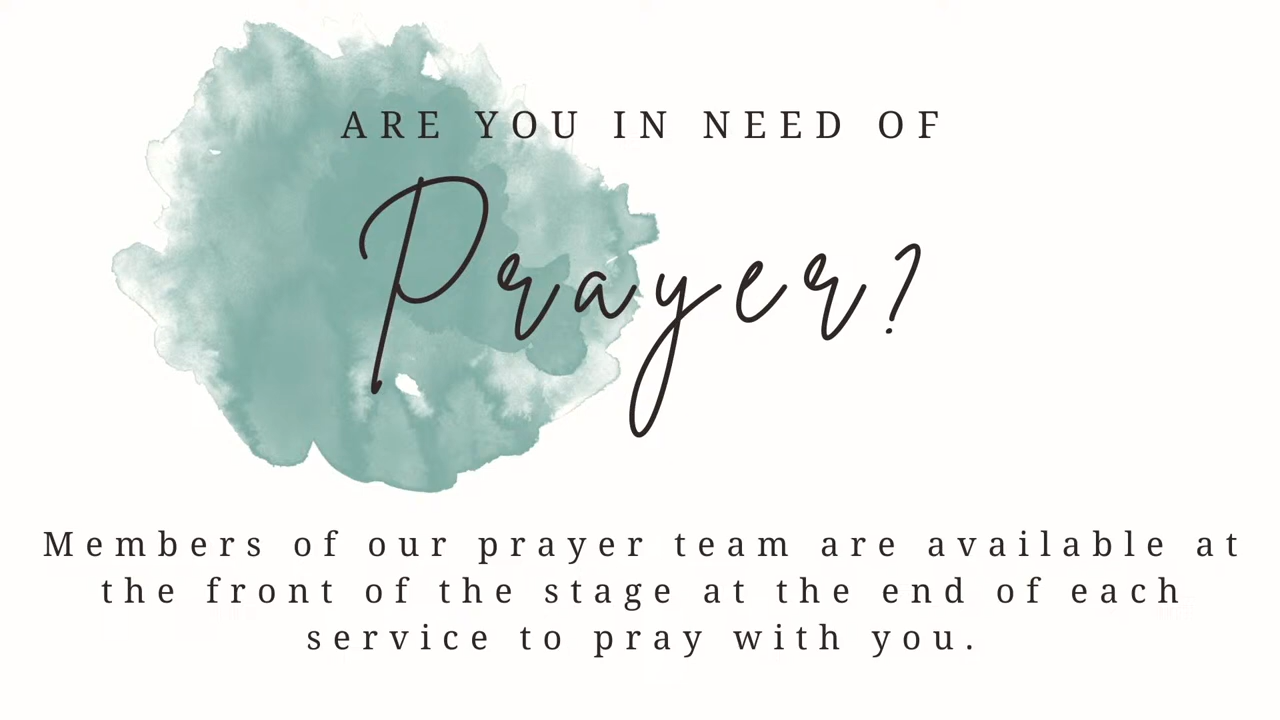 ARE YOU IN NEED OF
Prayer?
Members of our prayer team are available at
the front of the stage at the end of each
service to pray with you.